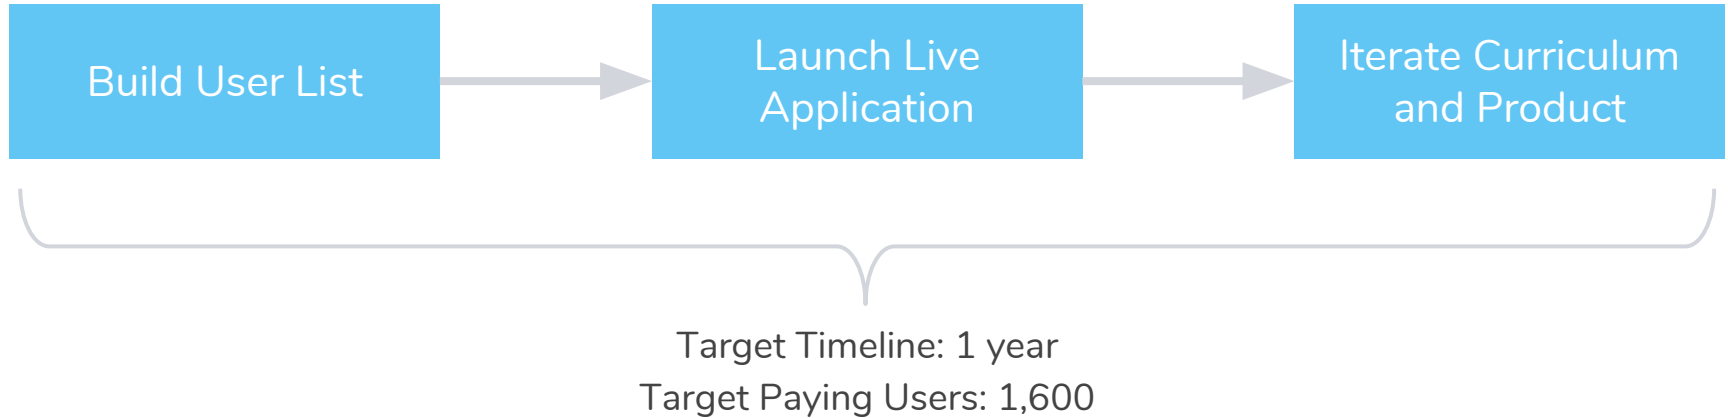 Build User List
Launch Live
Application
Iterate Curriculum
and Product
Target Timeline: 1 year
Target Paying Users: 1,600